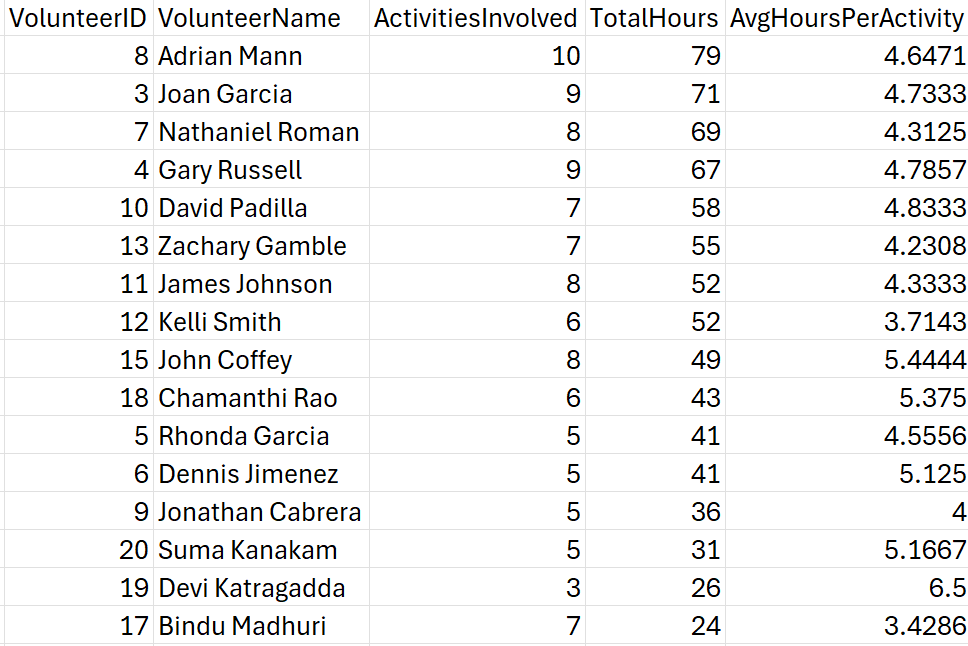 VolunteerID VolunteerName ActivitiesInvolved TotalHours AvgHoursPerActivity
8 Adrian Mann 10 79 4.6471
3 Joan Garcia 9 71 4.7333
7 Nathaniel Roman 8 69 4.3125
4 Gary Russell 9 67 4.7857
10 David Padilla 7 58 4.8333
13 Zachary Gamble 7 55 4.2308
11 James Johnson 8 52 4.3333
12 Kelli Smith 6 52 3.7143
15 John Coffey 8 49 5.4444
18 Chamanthi Rao 6 43 5.375
5 Rhonda Garcia 5 41 4.5556
6 Dennis Jimenez 5 41 5.125
9 Jonathan Cabrera 5 36 4
20 Suma Kanakam 5 31 5.1667
19 Devi Katragadda 3 26 6.5
17 Bindu Madhuri 7 24 3.4286